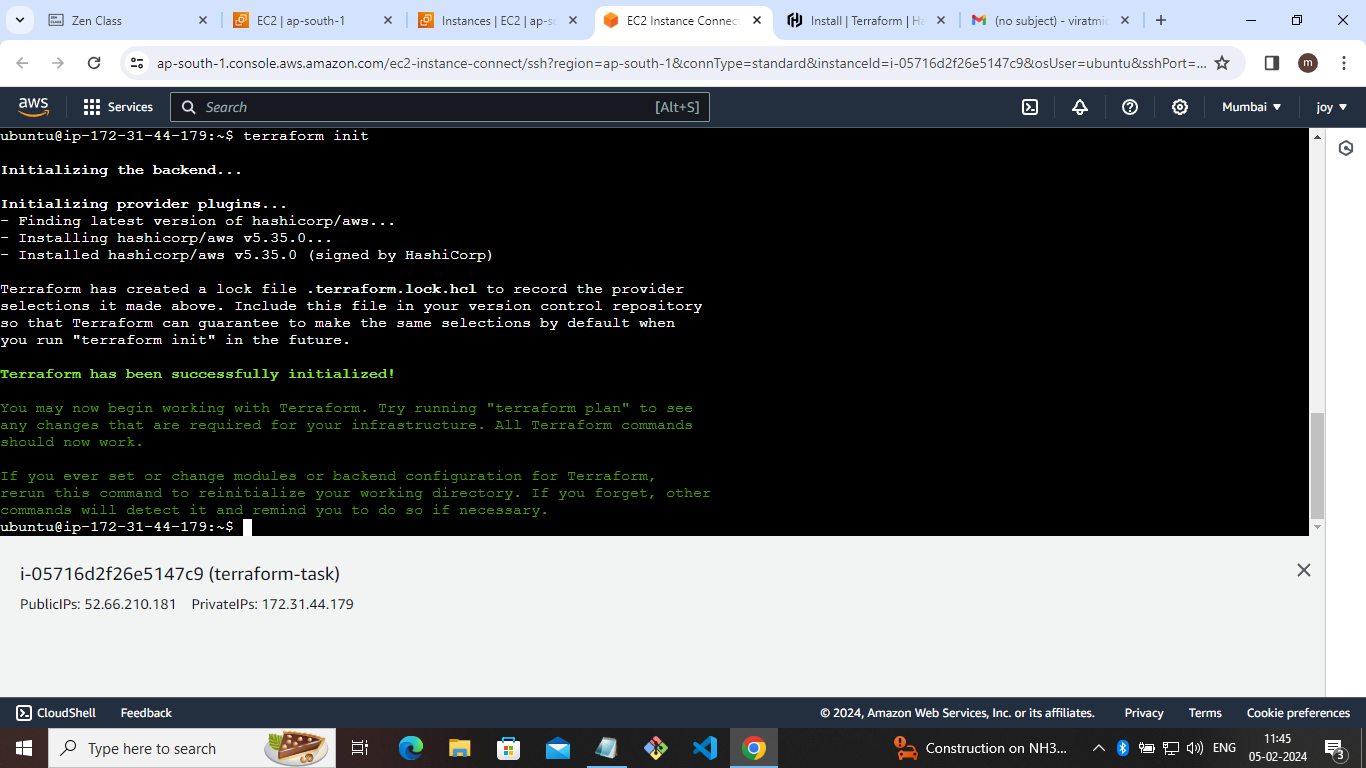 Zen Class
EC2 | ap-south-1
Instances | EC2 | ap-sc
EC2 Instance Connect
Install | Terraform | Ha
(no subject) - viratmi
ap-south-1.console.aws.amazon.com/ec2-instance-connect/ssh?region=ap-south-1&connType=standard&instanceId=i-05716d2f26e5147c9&osUser=ubuntu&sshPort=...
m
aws
Services
Search
[Alt+S]
Mumbai
joy
ubuntu@ip-172-31-44-179:~$ terraform init
Initializing the backend...
Initializing provider plugins...
- Finding latest version of hashicorp/aws...
- Installing hashicorp/aws v5.35.0...
- Installed hashicorp/aws v5.35.0 (signed by HashiCorp)
Terraform has created a lock file .terraform.lock.hcl to record the provider
selections it made above. Include this file in your version control repository
so that Terraform can guarantee to make the same selections by default when
you run "terraform init" in the future.
Terraform has been successfully initialized!
You may now begin working with Terraform. Try running "terraform plan" to see
any changes that are required for your infrastructure. All Terraform commands
should now work.
If you ever set or change modules or backend configuration for Terraform,
rerun this command to reinitialize your working directory. If you forget, other
commands will detect it and remind you to do so if necessary.
ubuntu@ip-172-31-44-179:~$
i-05716d2f26e5147c9 (terraform-task)
PublicIPs: 52.66.210.181 PrivateIPs: 172.31.44.179
CloudShell
Feedback
© 2024, Amazon Web Services, Inc. or its affiliates.
Privacy
Terms
Cookie preferences
Type here to search
Construction on NH3...
ENG
11:45
05-02-2024
3